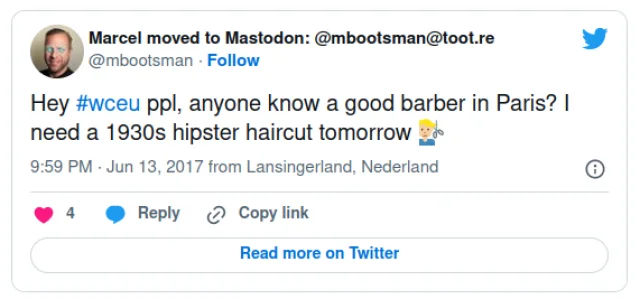 Marcel moved to Mastodon: @mbootsman@toot.re
@mbootsman · Follow
Hey #wceu ppl, anyone know a good barber in Paris? I
need a 1930s hipster haircut tomorrow 💇🏼‍♂️
9:59 PM · Jun 13, 2017 from Lansingerland, Nederland
4 Reply Copy link
Read more on Twitter